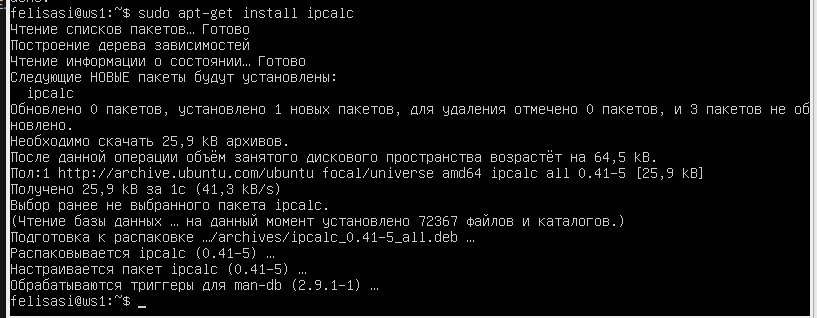 felisasi@ws1:~$ sudo apt-get install ipcalc
Чтение списков пакетов… Готово
Построение дерева зависимостей
Чтение информации о состоянии… Готово
Следующие НОВЫЕ пакеты будут установлены:
  ipcalc
Обновлено 0 пакетов, установлено 1 новых пакетов, для удаления отмечено 0 пакетов, и 3 пакетов не об
новлено.
Необходимо скачать 25,9 kB архивов.
После данной операции объём занятого дискового пространства возрастёт на 64,5 kB.
Пол:1 http://archive.ubuntu.com/ubuntu focal/universe amd64 ipcalc all 0.41-5 [25,9 kB]
Получено 25,9 kB за 1с (41,3 kB/s)
Выбор ранее не выбранного пакета ipcalc.
(Чтение базы данных … на данный момент установлено 72367 файлов и каталогов.)
Подготовка к распаковке …/archives/ipcalc_0.41-5_all.deb …
Распаковывается ipcalc (0.41-5) …
Настраивается пакет ipcalc (0.41-5) …
Обрабатываются триггеры для man-db (2.9.1-1) …
felisasi@ws1:~$ _